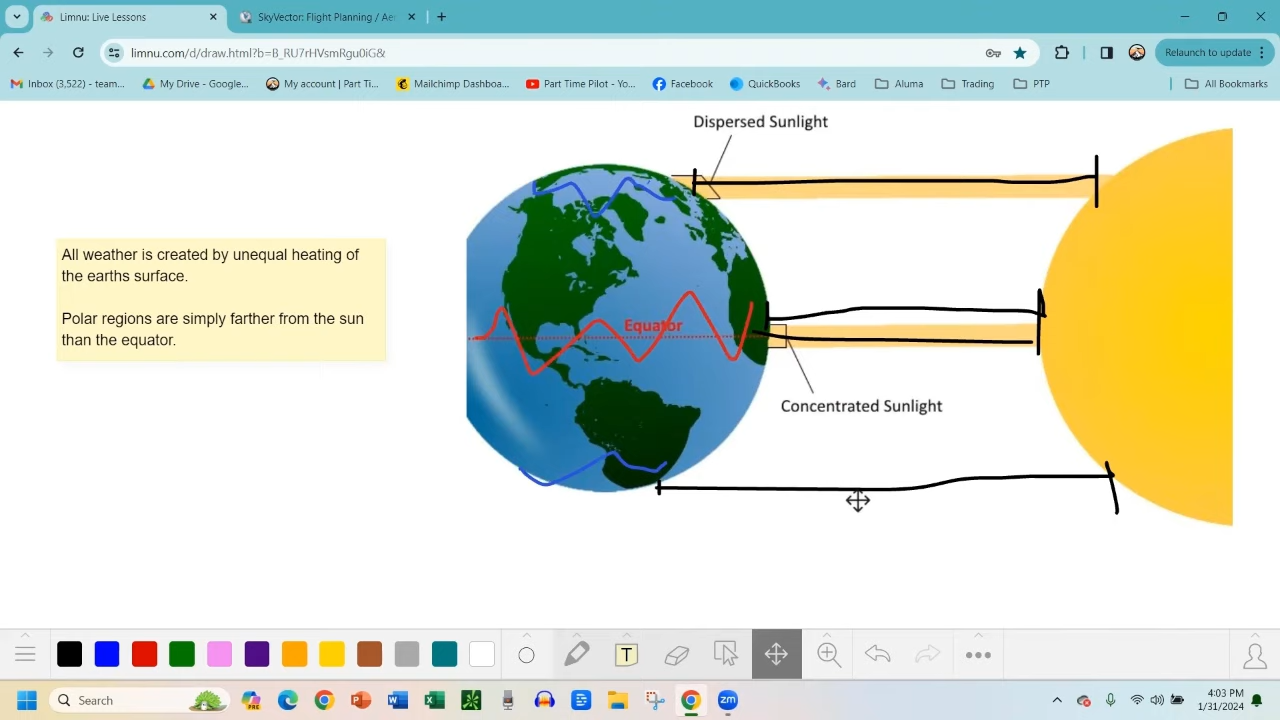 Limnu: Live Lessons
SkyVector: Flight Planning / Ae
limnu.com/d/draw.html?b=B_RU7rHVsmRgu0iG&
Relaunch to update
Inbox (3,522) - team...
My Drive - Google...
My account | Part Ti...
Mailchimp Dashboa...
Part Time Pilot - Yo...
Facebook
QuickBooks
Bard
Aluma
Trading
PTP
All Bookmarks
Dispersed Sunlight
All weather is created by unequal heating of
the earths surface.
Polar regions are simply farther from the sun
than the equator.
Equator
Concentrated Sunlight
T
Search
zm
4:03 PM
1/31/2024